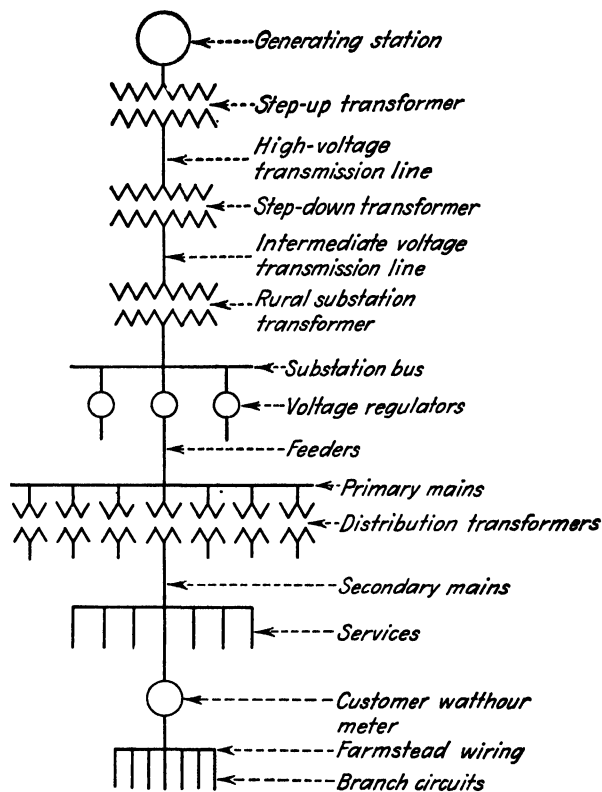 Generating station
Step-up transformer
High-voltage
transmission line
Step-down transformer
Intermediate voltage
transmission line
Rural substation
transformer
Substation bus
Voltage regulators
Feeders
Primary mains
Distribution transformers
Secondary mains
Services
Customer watthour
meter
Farmstead wiring
Branch circuits